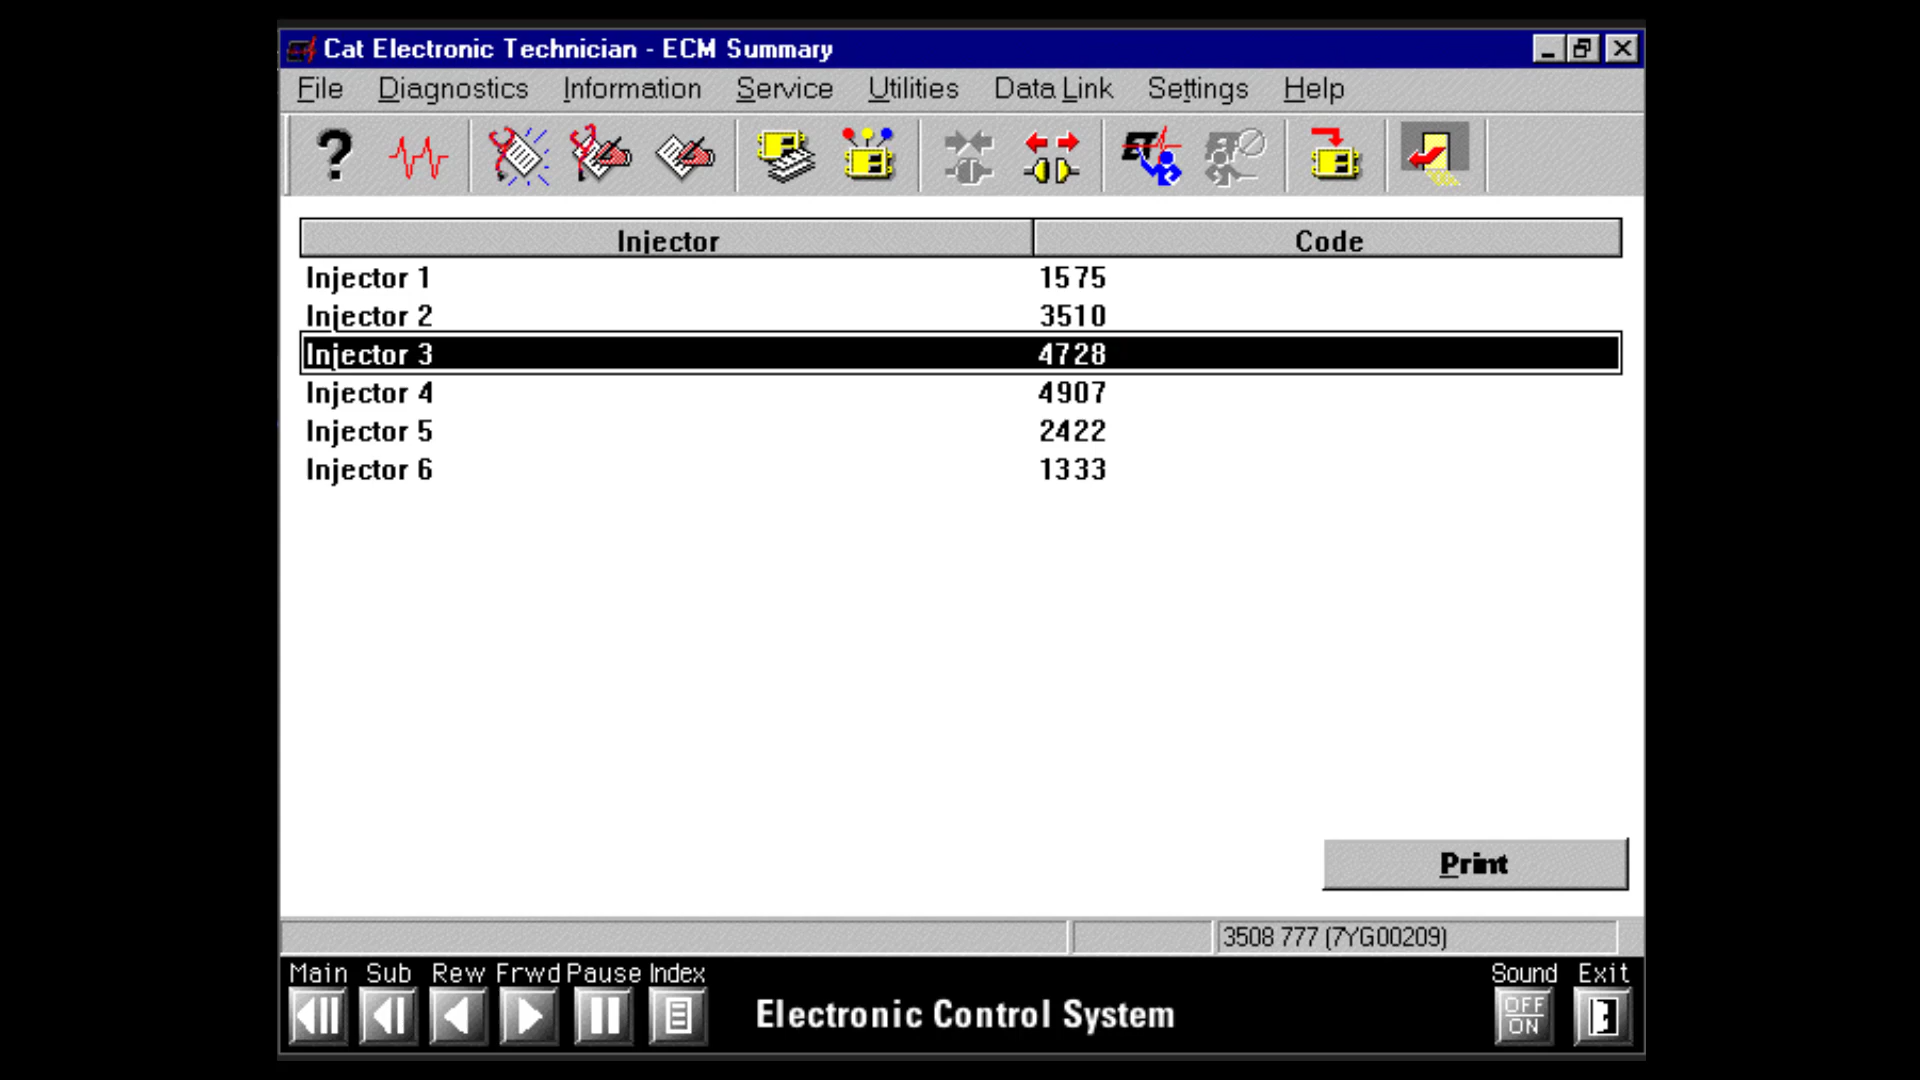 Cat Electronic Technician - ECM Summary
File Diagnostics Information Service Utilities Data Link Settings Help
Injector Code
Injector 1 1575
Injector 2 3510
Injector 3 4728
Injector 4 4907
Injector 5 2422
Injector 6 1333
Print
3508 777 (7YG00209)
Main Sub Rew Frwd Pause Index Sound Exit
Electronic Control System
OFF
ON